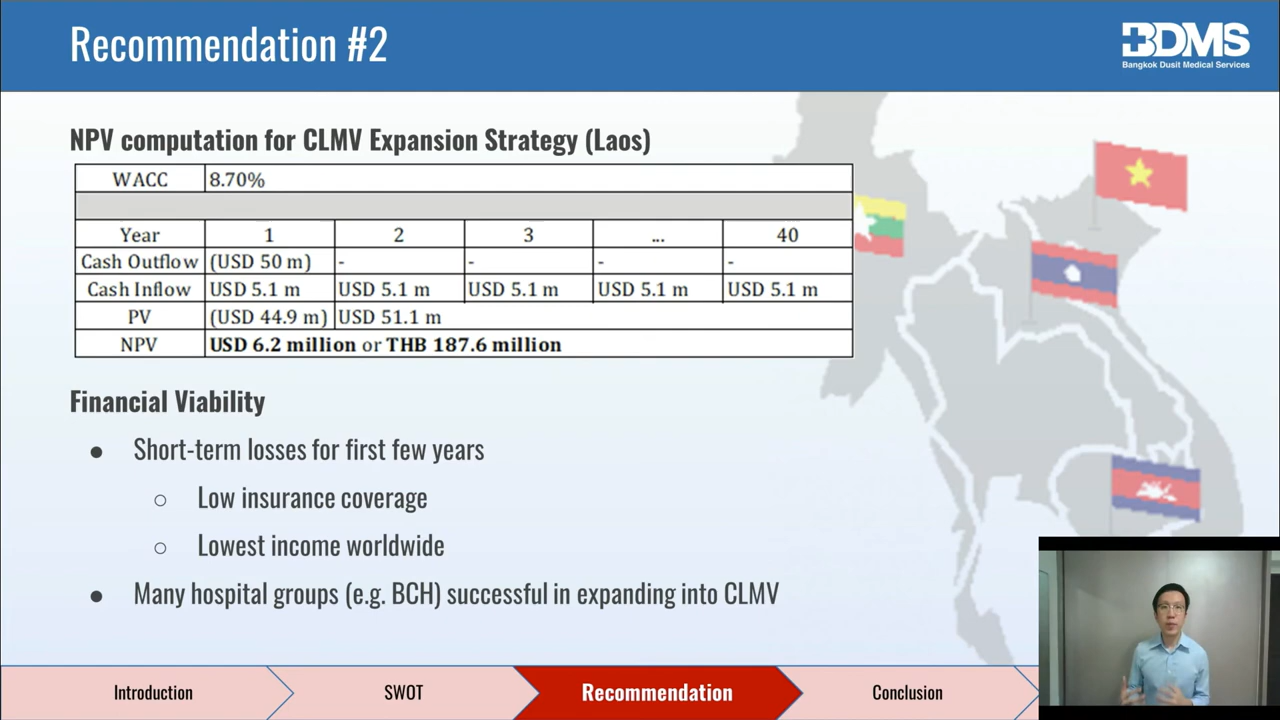 Recommendation #2
BDMS
Bangkok Dusit Medical Services
NPV computation for CLMV Expansion Strategy (Laos)
WACC 8.70%
Year 1 2 3 ... 40
Cash Outflow (USD 50 m) - - - -
Cash Inflow USD 5.1 m USD 5.1 m USD 5.1 m USD 5.1 m USD 5.1 m
PV (USD 44.9 m) USD 51.1 m
NPV USD 6.2 million or THB 187.6 million
Financial Viability
● Short-term losses for first few years
○ Low insurance coverage
○ Lowest income worldwide
● Many hospital groups (e.g. BCH) successful in expanding into CLMV
Introduction SWOT Recommendation Conclusion